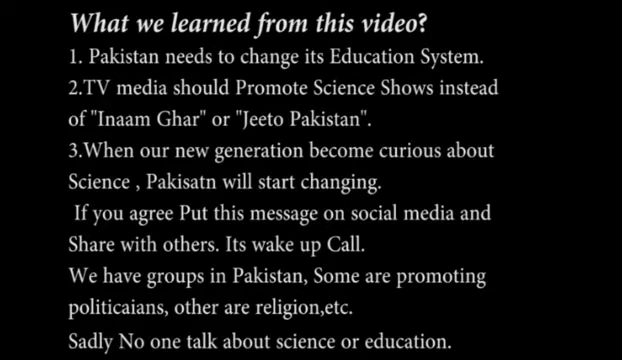 What we learned from this video?
1. Pakistan needs to change its Education System.
2.TV media should Promote Science Shows instead
of "Inaam Ghar" or "Jeeto Pakistan".
3.When our new generation become curious about
Science , Pakisatn will start changing.
If you agree Put this message on social media and
Share with others. Its wake up Call.
We have groups in Pakistan, Some are promoting
politicaians, other are religion,etc.
Sadly No one talk about science or education.